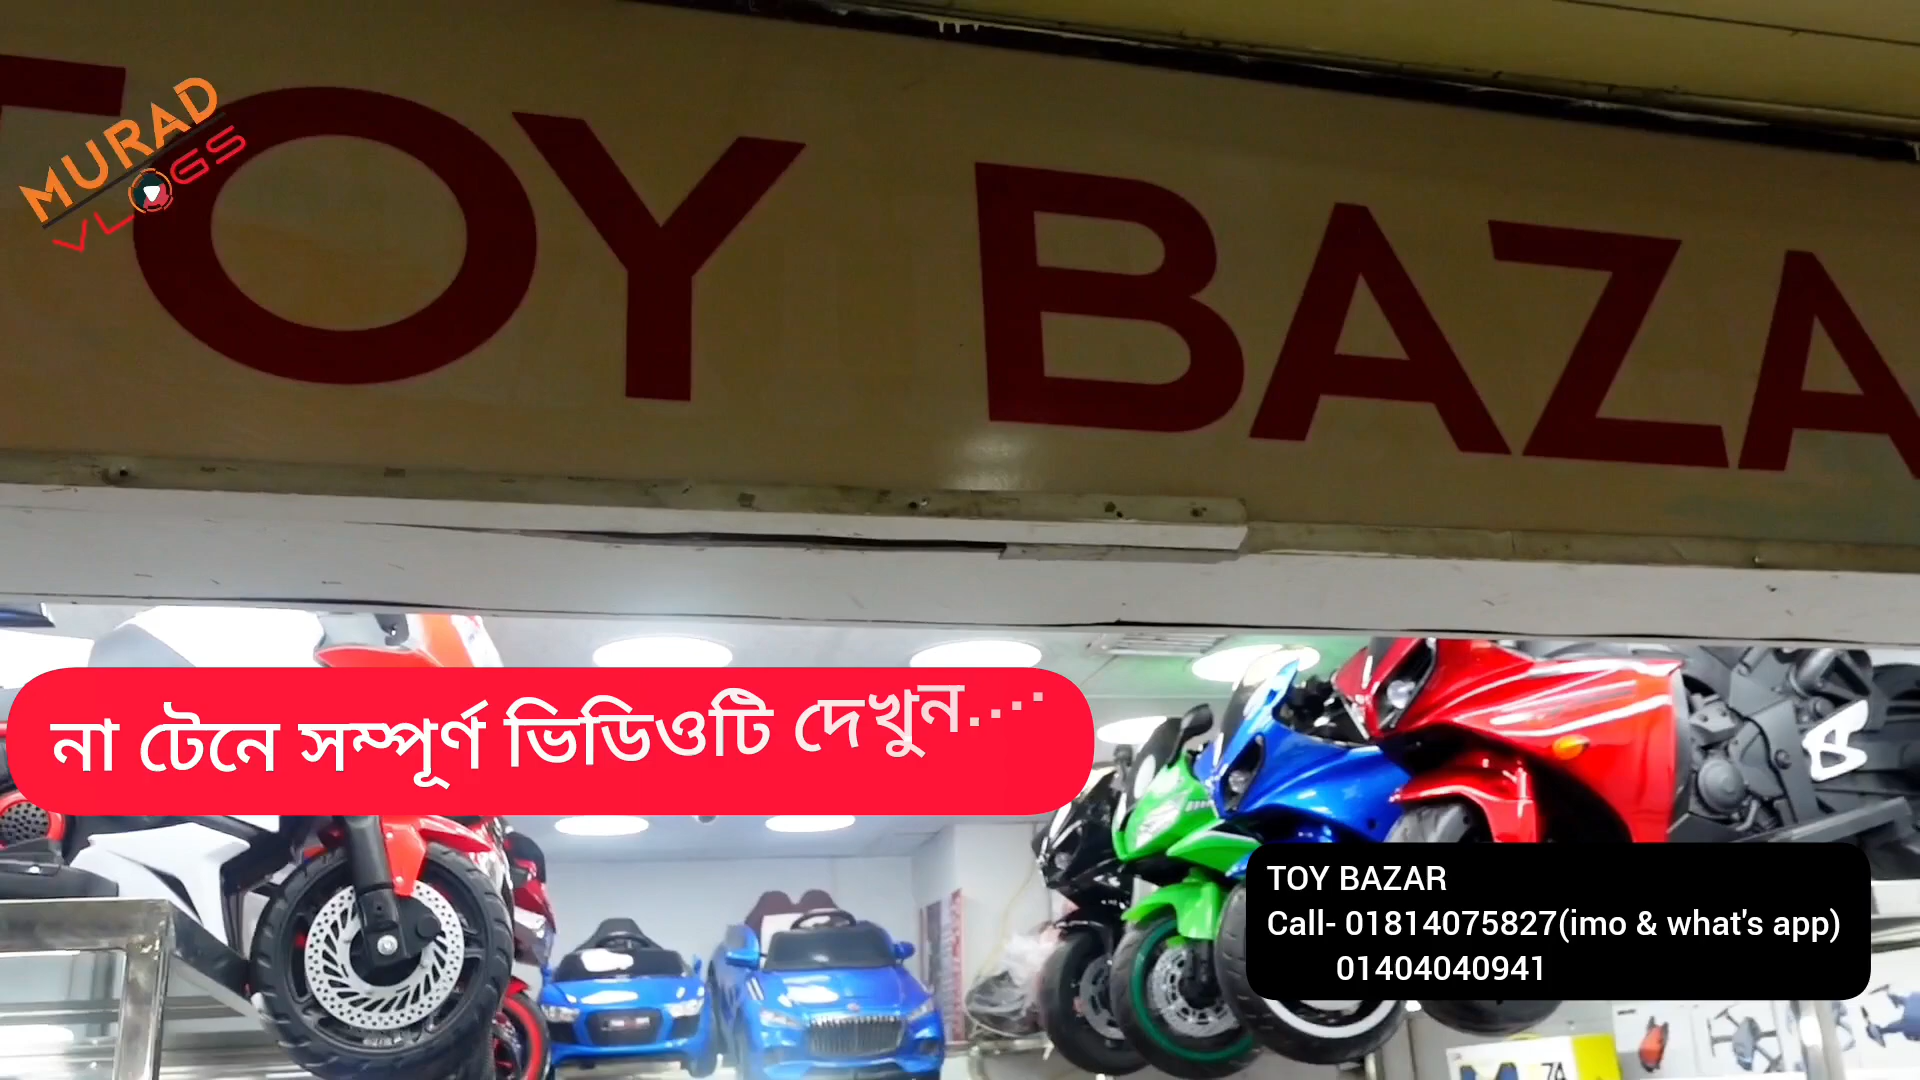 MURAD
VLOGS
TOY BAZA
না টেনে সম্পূর্ণ ভিডিওটি দেখুন....
TOY BAZAR
Call- 01814075827(imo & what's app)
01404040941